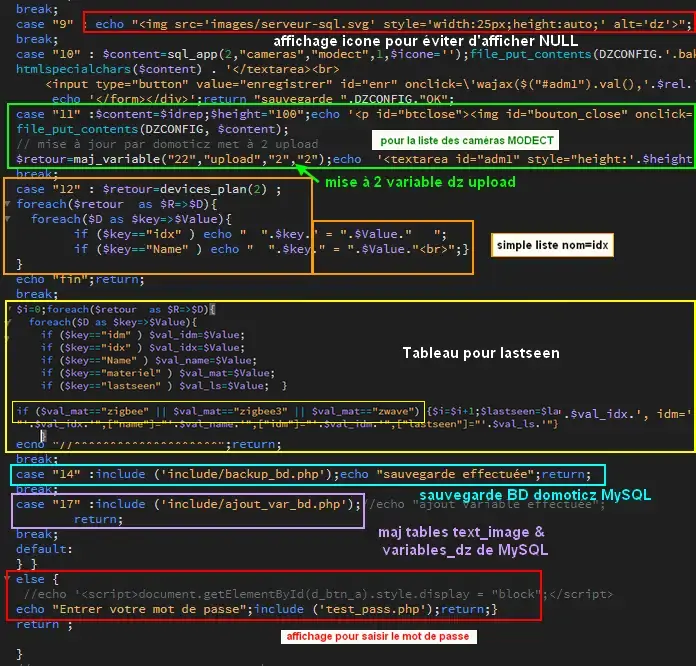 break;
case "9" : echo "<img src='images/serveur-sql.svg' style='width:25px;height:auto;' alt='dz'>";
affichage icone pour éviter d'afficher NULL
break;
case "10" : $content=sql_app(2,"cameras","modect",1,$icone='');file_put_contents(DZCONFIG.'.bak
htmlspecialchars($content) . '</textarea><br>
<input type="button" value="enregistrer" id="enr" onclick=\'wajax($("#adm1").val(),'.$rel.
echo '</form></div>';return "sauvegarde ".DZCONFIG."OK";
case "11" :$content=$idrep;$height="100";echo '<p id="btclose"><img id="bouton_close" onclick=
file_put_contents(DZCONFIG, $content);
pour la liste des caméras MODECT
// mise à jour par domoticz met à 2 upload
$retour=maj_variable("22","upload","2","2");echo '<textarea id="adm1" style="height:'.$height
break;
mise à 2 variable dz upload
case "12" : $retour=devices_plan(2) ;
foreach($retour as $R=>$D){
foreach($D as $key=>$Value){
if ($key=="idx" ) echo " ".$key." = ".$Value." ";
if ($key=="Name" ) echo " ".$key." = ".$Value."<br>";}
simple liste nom=idx
}
echo "fin";return;
break;
$i=0;foreach($retour as $R=>$D){
foreach($D as $key=>$Value){
if ($key=="idm" ) $val_idm=$Value;
if ($key=="idx" ) $val_idx=$Value;
if ($key=="Name" ) $val_name=$Value;
Tableau pour lastseen
if ($key=="materiel" ) $val_mat=$Value;
if ($key=="lastseen" ) $val_ls=$Value; }
if ($val_mat=="zigbee" || $val_mat=="zigbee3" || $val_mat=="zwave") {$i=$i+1;$lastseen=$la.$val_idx.', idm='
"'.$val_idx.'",["name"]="'.$val_name.'",["idm"]="'.$val_idm.'",["lastseen"]="'.$val_ls.'"}
}
echo "//^^^^^^^^^^^^^^^^^^^^^";return;
break;
case "14" :include ('include/backup_bd.php');echo "sauvegarde effectuée";return;
break;
sauvegarde BD domoticz MySQL
case "17" :include ('include/ajout_var_bd.php');//echo "ajout variable effectuée";
return;
maj tables text_image &
break;
variables_dz de MySQL
default:
} }
else {
//echo '<script>document.getElementById(d_btn_a).style.display = "block";</script>
echo "Entrer votre mot de passe";include ('test_pass.php');return;}
return ;
affichage pour saisir le mot de passe
}